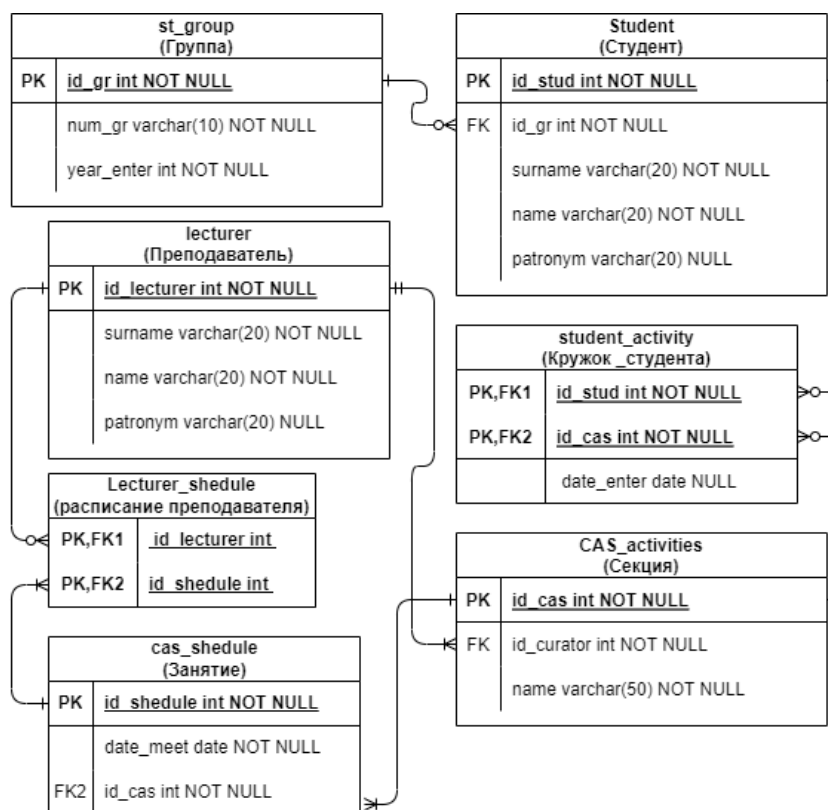 st_group
(Группа)
PK id_gr int NOT NULL
num_gr varchar(10) NOT NULL
year_enter int NOT NULL
Student
(Студент)
PK id_stud int NOT NULL
FK id_gr int NOT NULL
surname varchar(20) NOT NULL
name varchar(20) NOT NULL
patronym varchar(20) NULL
lecturer
(Преподаватель)
PK id_lecturer int NOT NULL
surname varchar(20) NOT NULL
name varchar(20) NOT NULL
patronym varchar(20) NULL
student_activity
(Кружок _студента)
PK,FK1 id_stud int NOT NULL
PK,FK2 id_cas int NOT NULL
date_enter date NULL
Lecturer_shedule
(расписание преподавателя)
PK,FK1 id_lecturer int
PK,FK2 id_shedule int
CAS_activities
(Секция)
PK id_cas int NOT NULL
FK id_curator int NOT NULL
name varchar(50) NOT NULL
cas_shedule
(Занятие)
PK id_shedule int NOT NULL
date_meet date NOT NULL
FK2 id_cas int NOT NULL